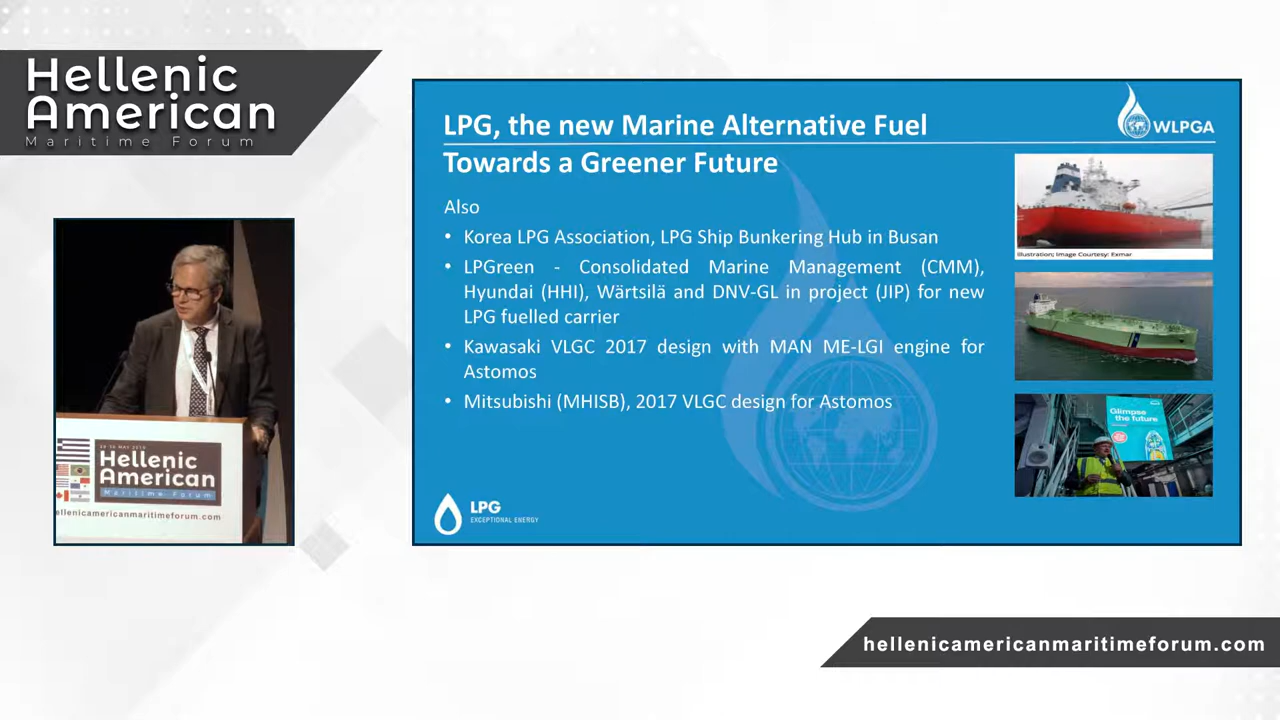 Hellenic
American
Maritime Forum
LPG, the new Marine Alternative Fuel
Towards a Greener Future
WLPGA
Also
• Korea LPG Association, LPG Ship Bunkering Hub in Busan
• LPGreen - Consolidated Marine Management (CMM),
Hyundai (HHI), Wärtsilä and DNV-GL in project (JIP) for new
LPG fuelled carrier
• Kawasaki VLGC 2017 design with MAN ME-LGI engine for
Astomos
• Mitsubishi (MHISB), 2017 VLGC design for Astomos
Illustration; Image Courtesy: Exmar
Glimpse
the future
LPG
EXCEPTIONAL ENERGY
Hellenic
American
Maritime Forum
ellenicamericanmaritimeforum.com
hellenicamericanmaritimeforum.com